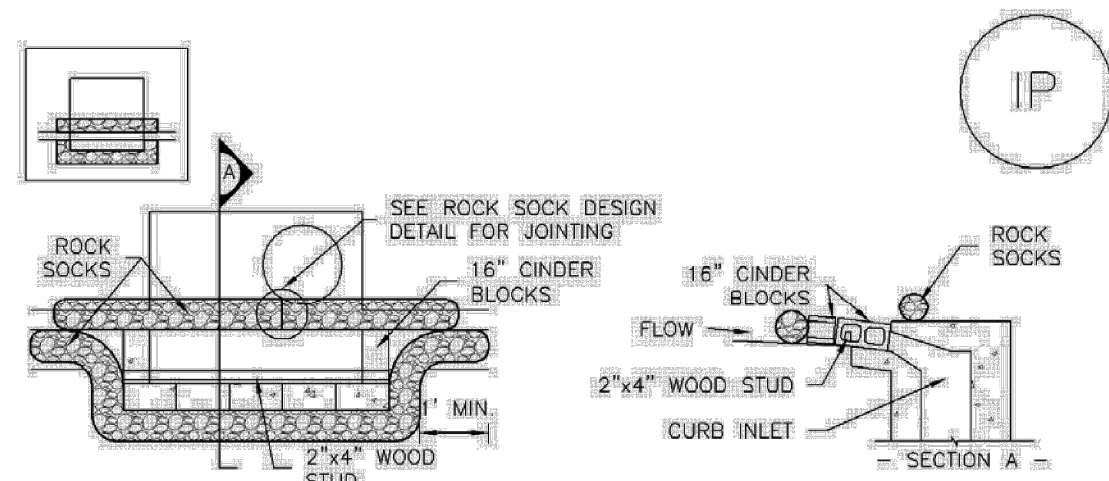 IP
A
SEE ROCK SOCK DESIGN
DETAIL FOR JOINTING
ROCK
SOCKS
16" CINDER
BLOCKS
1' MIN.
2"x4" WOOD
STUD
ROCK
SOCKS
16" CINDER
BLOCKS
FLOW
2"x4" WOOD STUD
CURB INLET
SECTION A